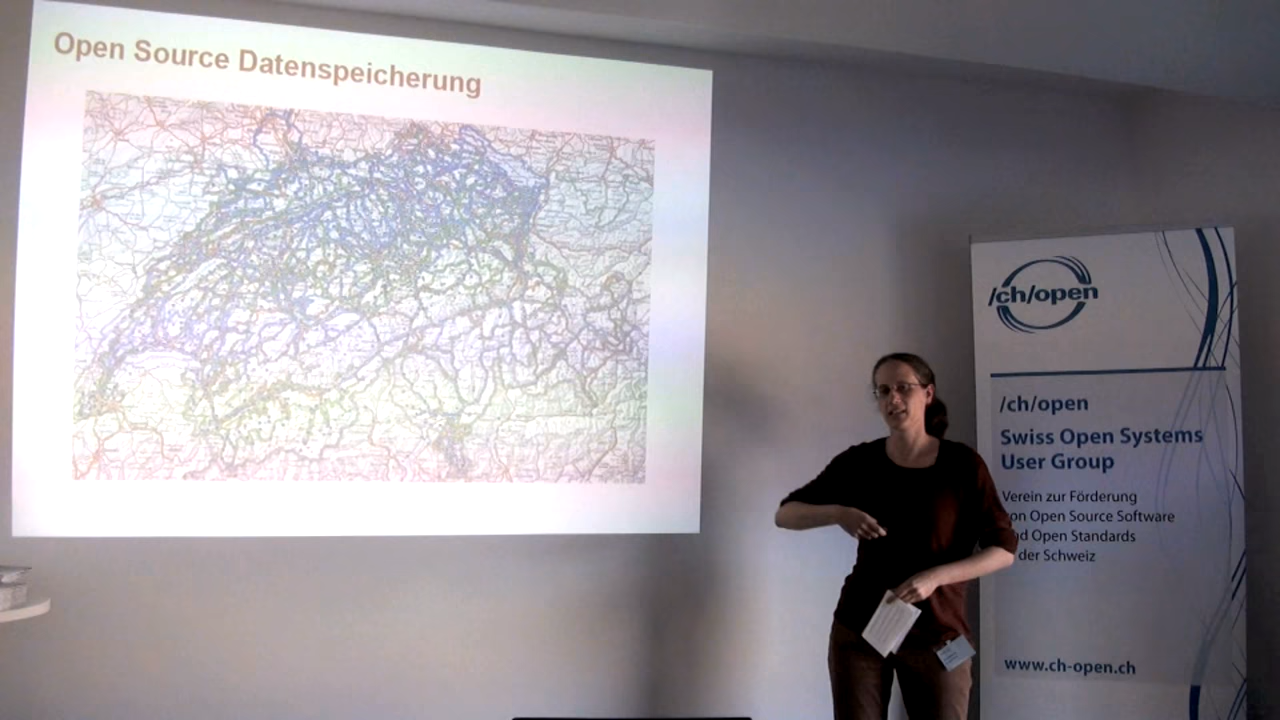 Open Source Datenspeicherung
/ch/open
/ch/open
Swiss Open Systems
User Group
Verein zur Förderung
on Open Source Software
d Open Standards
der Schweiz
www.ch-open.ch